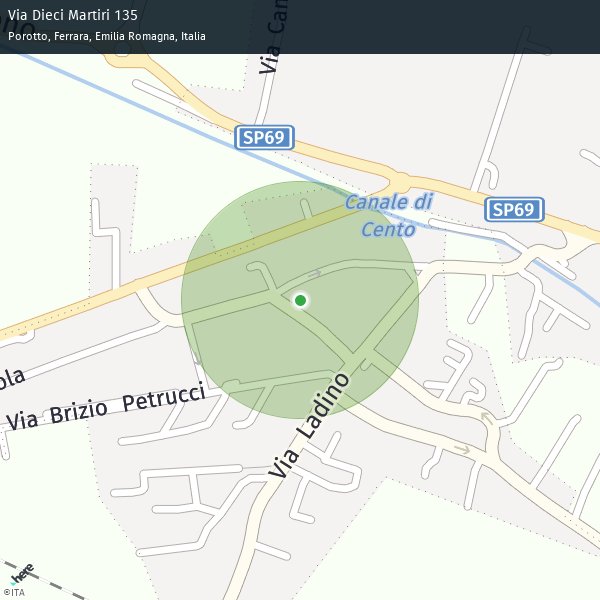 Via Dieci Martiri 135
Porotto, Ferrara, Emilia Romagna, Italia
Via Can
SP69
Canale di
Cento
SP69
ola
Via Brizio Petrucci
Via Ladino
here
©ITA